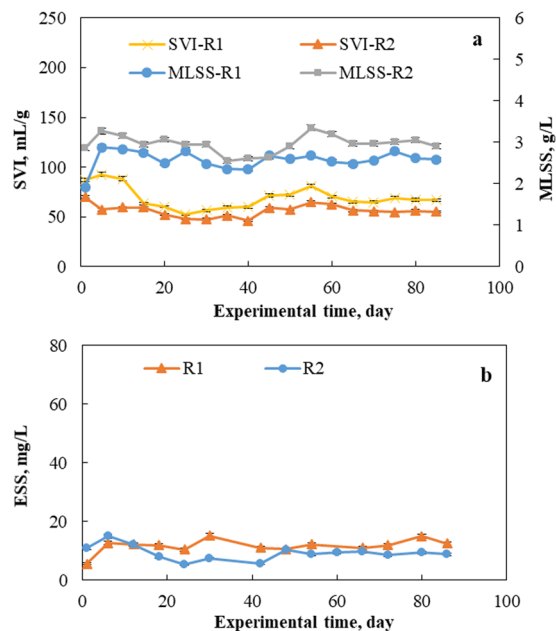 SVI-R1 SVI-R2 a
MLSS-R1 MLSS-R2
SVI, mL/g
250
200
150
100
50
0
MLSS, g/L
6
5
4
3
2
1
0
0 20 40 60 80 100
Experimental time, day
R1 R2 b
ESS, mg/L
80
60
40
20
0
0 20 40 60 80 100
Experimental time, day